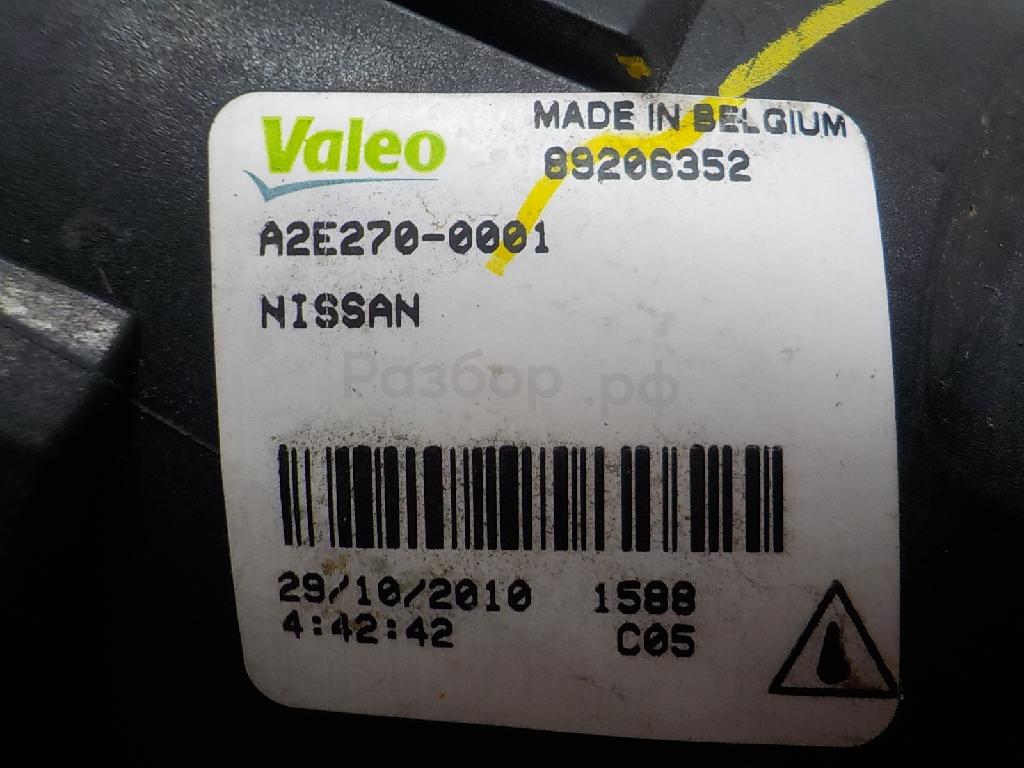 Valeo
MADE IN BELGIUM
89206352
A2E270-0001
NISSAN
Разбор.рф
29/10/2010 1588
4:42:42 C05